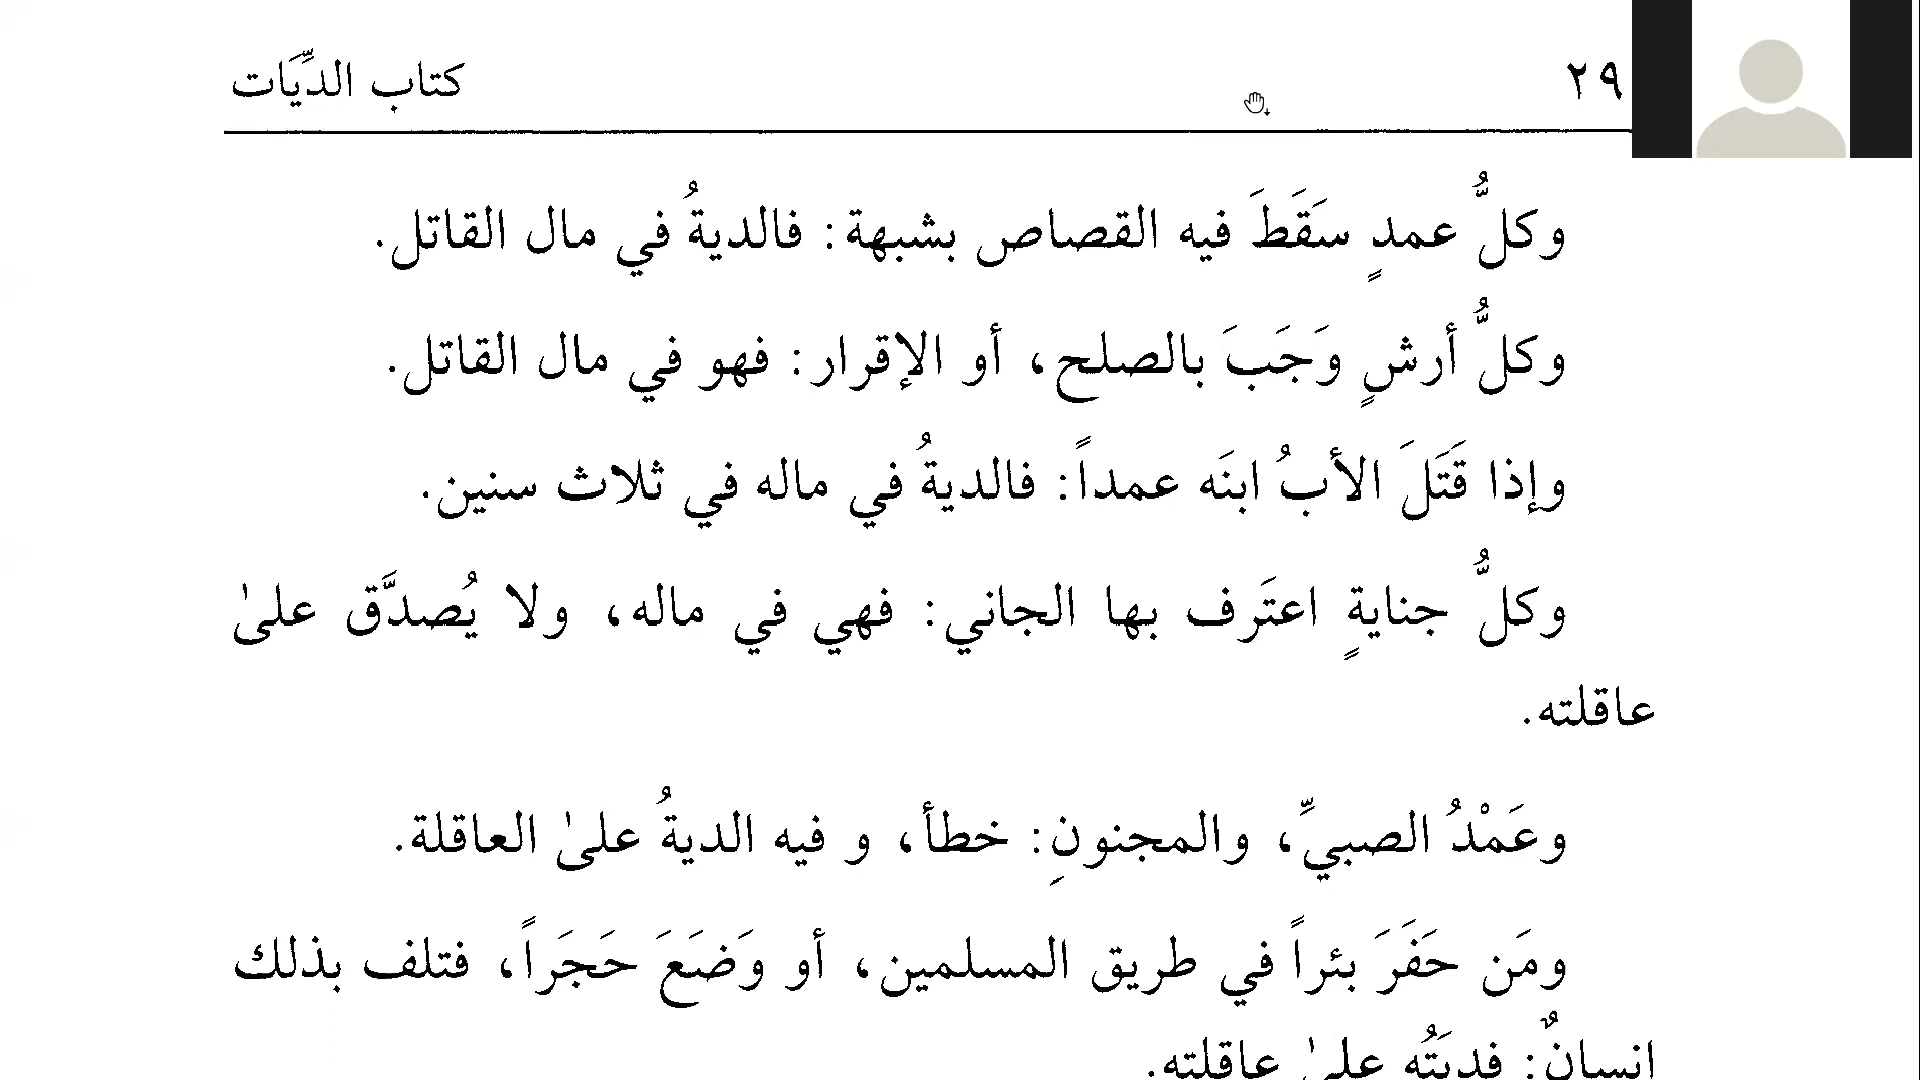 ٢٩ كتاب الدِّيَات
وكلُّ عمدٍ سَقَطَ فيه القصاص بشبهة: فالديةُ في مال القاتل.
وكلُّ أرشٍ وَجَبَ بالصلح، أو الإقرار: فهو في مال القاتل.
وإذا قَتَلَ الأبُ ابنَه عمداً: فالديةُ في ماله في ثلاث سنين.
وكلُّ جنايةٍ اعتَرف بها الجاني: فهي في ماله، ولا يُصدَّق علىٰ
عاقلته.
وعَمْدُ الصبيِّ، والمجنونِ: خطأ، و فيه الديةُ علىٰ العاقلة.
ومَن حَفَرَ بئراً في طريق المسلمين، أو وَضَعَ حَجَراً، فتلف بذلك
إنسانٌ: فديَتُه علىٰ عاقلته.